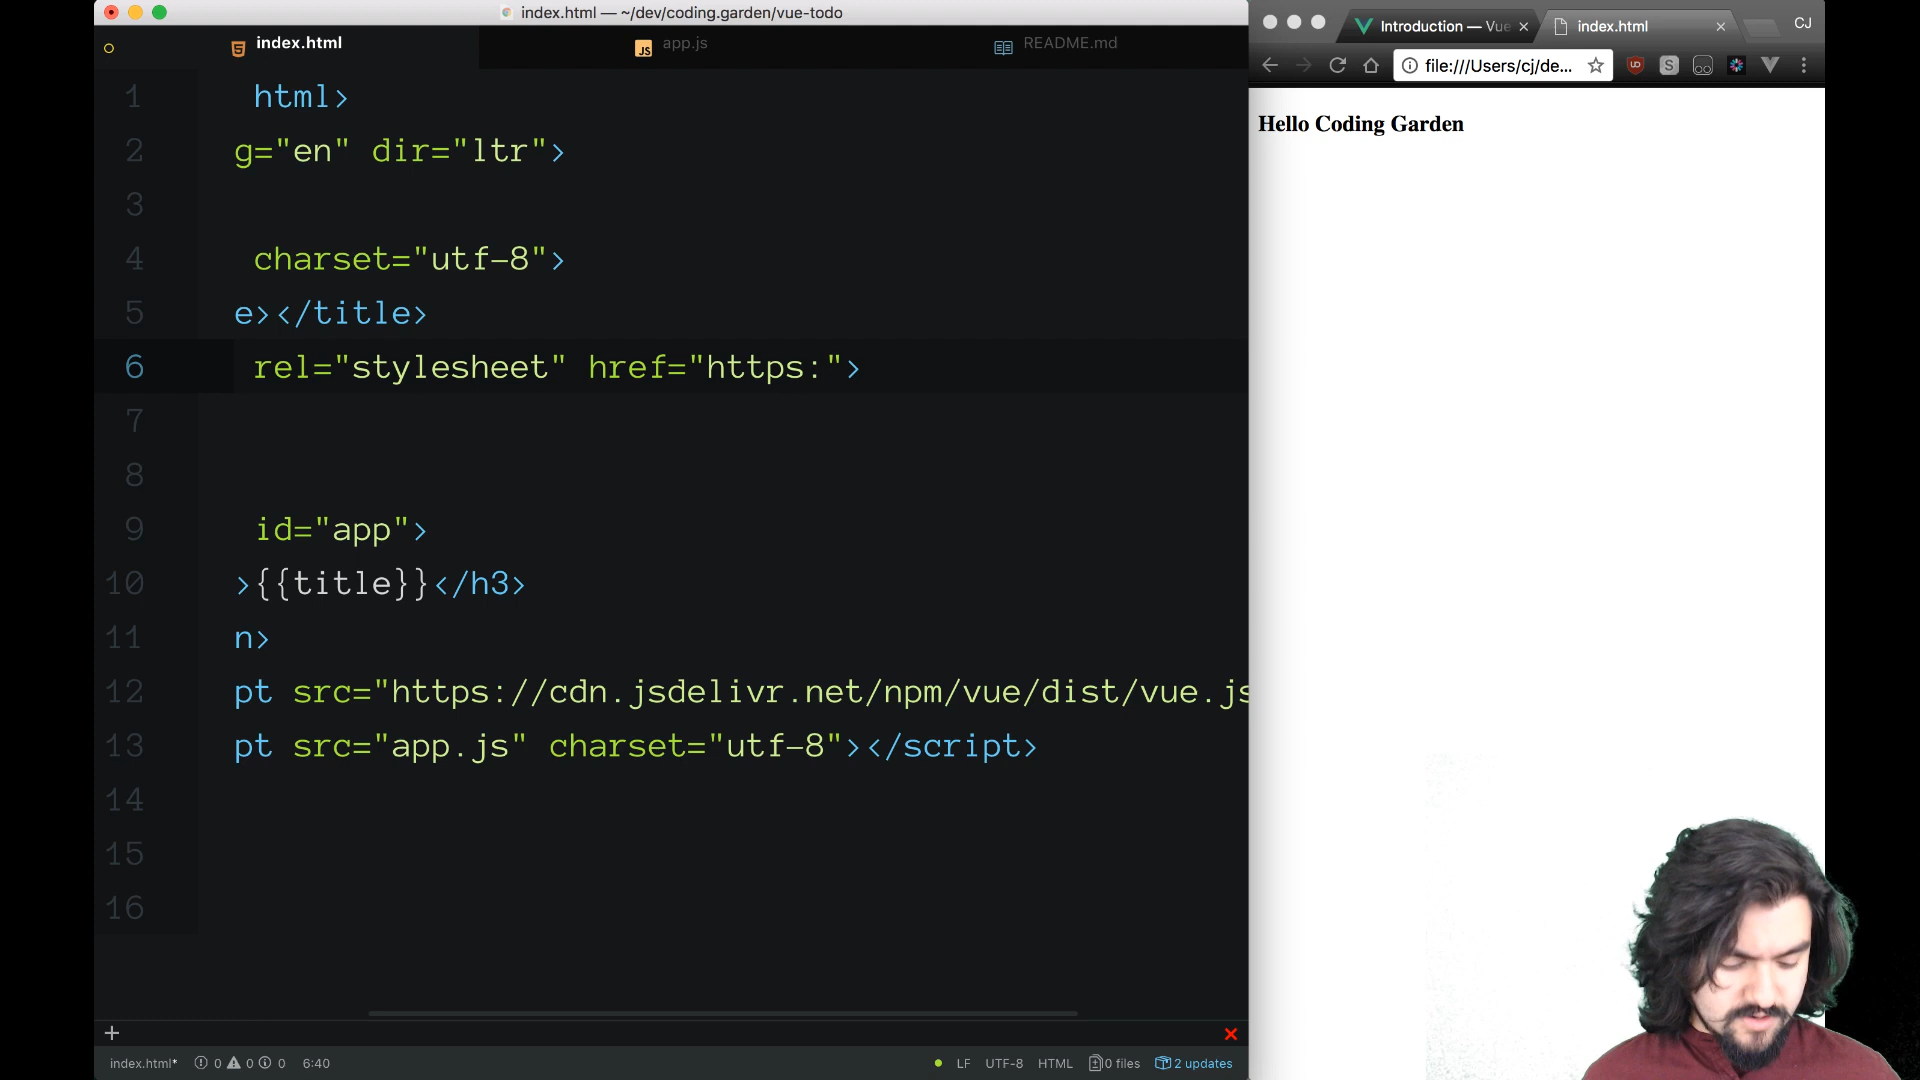 index.html — ~/dev/coding.garden/vue-todo
index.html
app.js
README.md
1 html>
2 g="en" dir="ltr">
3
4 charset="utf-8">
5 e></title>
6 rel="stylesheet" href="https:">
7
8
9 id="app">
10 >{{title}}</h3>
11 n>
12 pt src="https://cdn.jsdelivr.net/npm/vue/dist/vue.js
13 pt src="app.js" charset="utf-8"></script>
14
15
16
index.html* 0 0 0 6:40
LF UTF-8 HTML 0 files 2 updates
Introduction — Vue
index.html
CJ
file:///Users/cj/de...
Hello Coding Garden